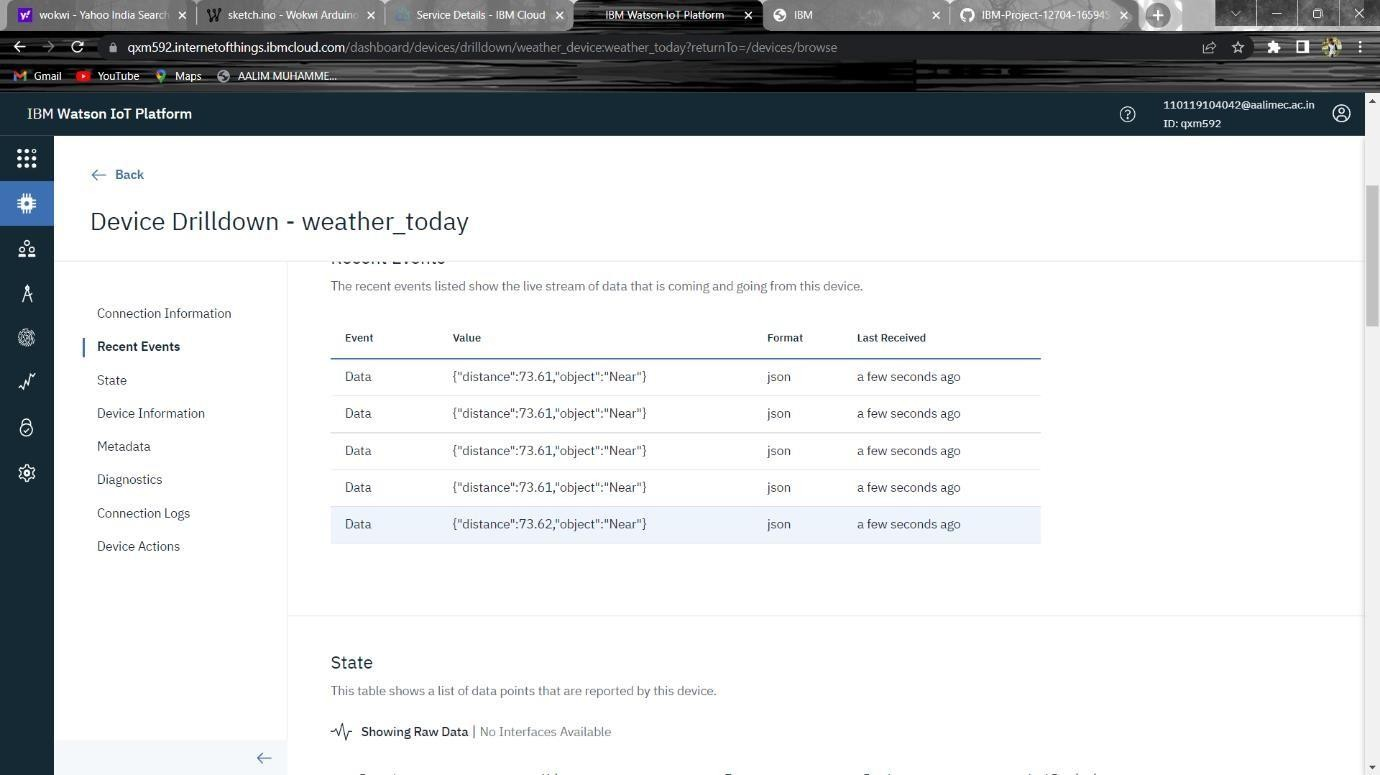 wokwi - Yahoo India Search
sketch.ino - Wokwi Arduino
Service Details - IBM Cloud
IBM Watson IoT Platform
IBM
IBM-Project-12704-165945
qxm592.internetofthings.ibmcloud.com/dashboard/devices/drilldown/weather_device:weather_today?returnTo=/devices/browse
Gmail YouTube Maps AALIM MUHAMME...
IBM Watson IoT Platform
110119104042@aalimec.ac.in
ID: qxm592
Back
Device Drilldown - weather_today
Connection Information
Recent Events
State
Device Information
Metadata
Diagnostics
Connection Logs
Device Actions
Recent Events
The recent events listed show the live stream of data that is coming and going from this device.
Event Value Format Last Received
Data {"distance":73.61,"object":"Near"} json a few seconds ago
Data {"distance":73.61,"object":"Near"} json a few seconds ago
Data {"distance":73.61,"object":"Near"} json a few seconds ago
Data {"distance":73.61,"object":"Near"} json a few seconds ago
Data {"distance":73.62,"object":"Near"} json a few seconds ago
State
This table shows a list of data points that are reported by this device.
Showing Raw Data | No Interfaces Available